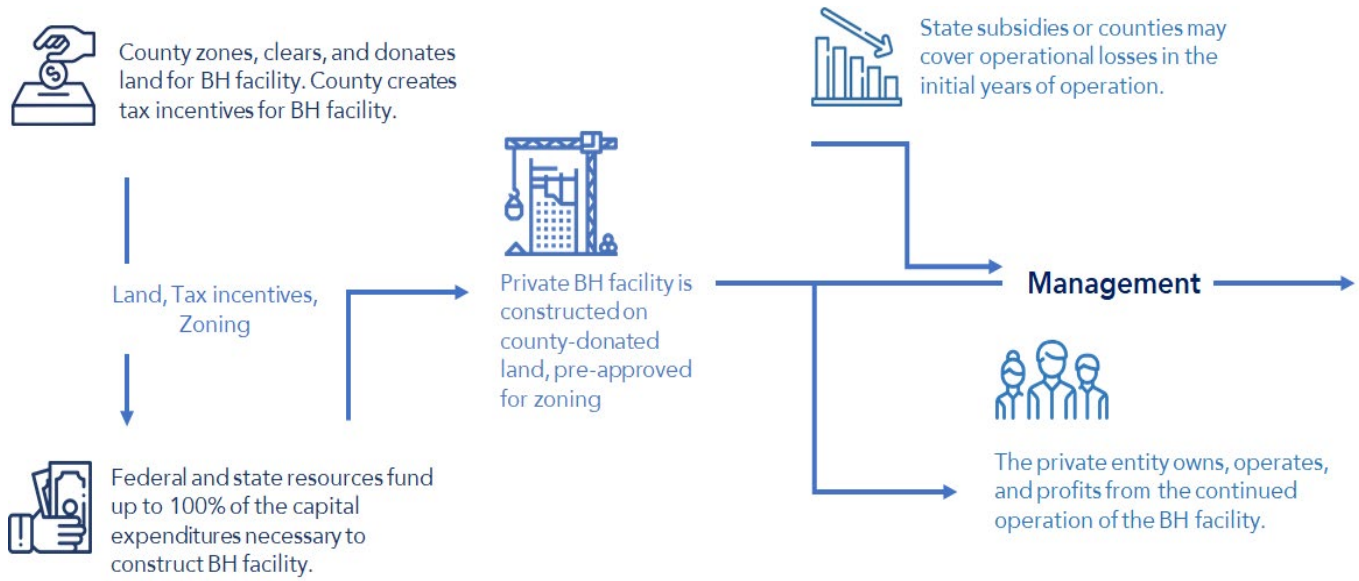 County zones, clears, and donates
land for BH facility. County creates
tax incentives for BH facility.
Land, Tax incentives,
Zoning
Federal and state resources fund
up to 100% of the capital
expenditures necessary to
construct BH facility.
Private BH facility is
constructed on
county-donated
land, pre-approved
for zoning
State subsidies or counties may
cover operational losses in the
initial years of operation.
Management
The private entity owns, operates,
and profits from the continued
operation of the BH facility.